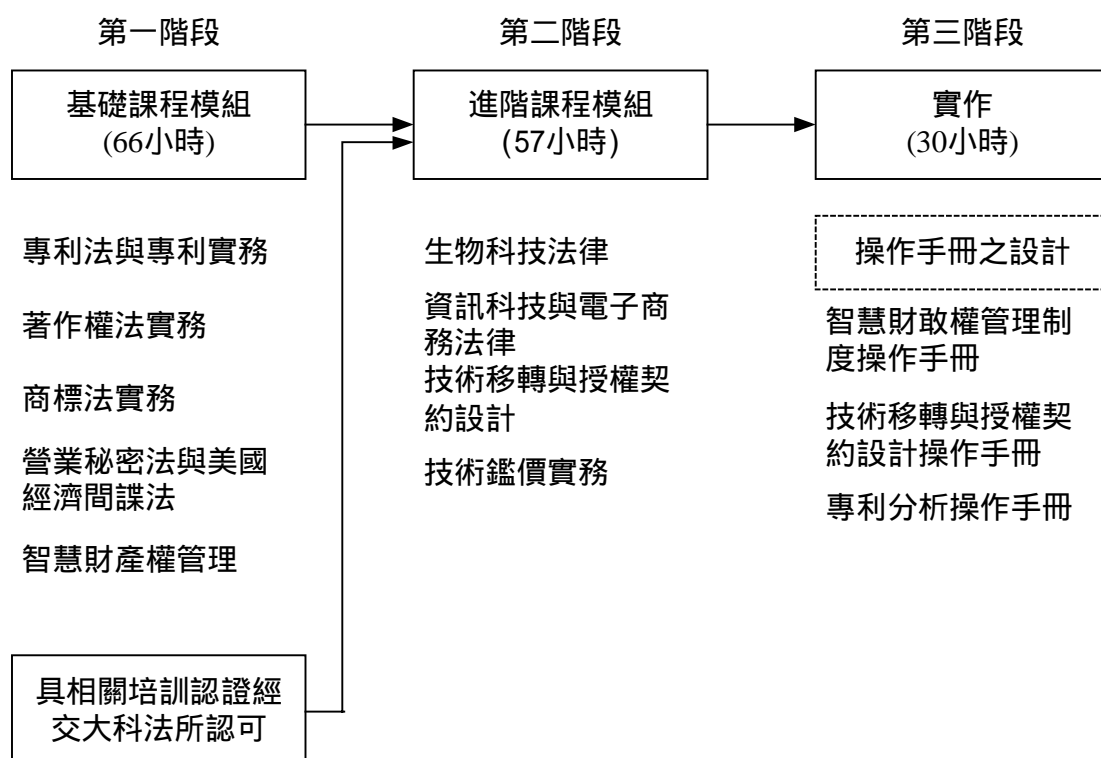 第一階段
基礎課程模組
(66小時)
專利法與專利實務
著作權法實務
商標法實務
營業秘密法與美國
經濟間諜法
智慧財產權管理
具相關培訓認證經
交大科法所認可
第二階段
進階課程模組
(57小時)
生物科技法律
資訊科技與電子商
務法律
技術移轉與授權契
約設計
技術鑑價實務
第三階段
實作
(30小時)
操作手冊之設計
智慧財敢權管理制
度操作手冊
技術移轉與授權契
約設計操作手冊
專利分析操作手冊